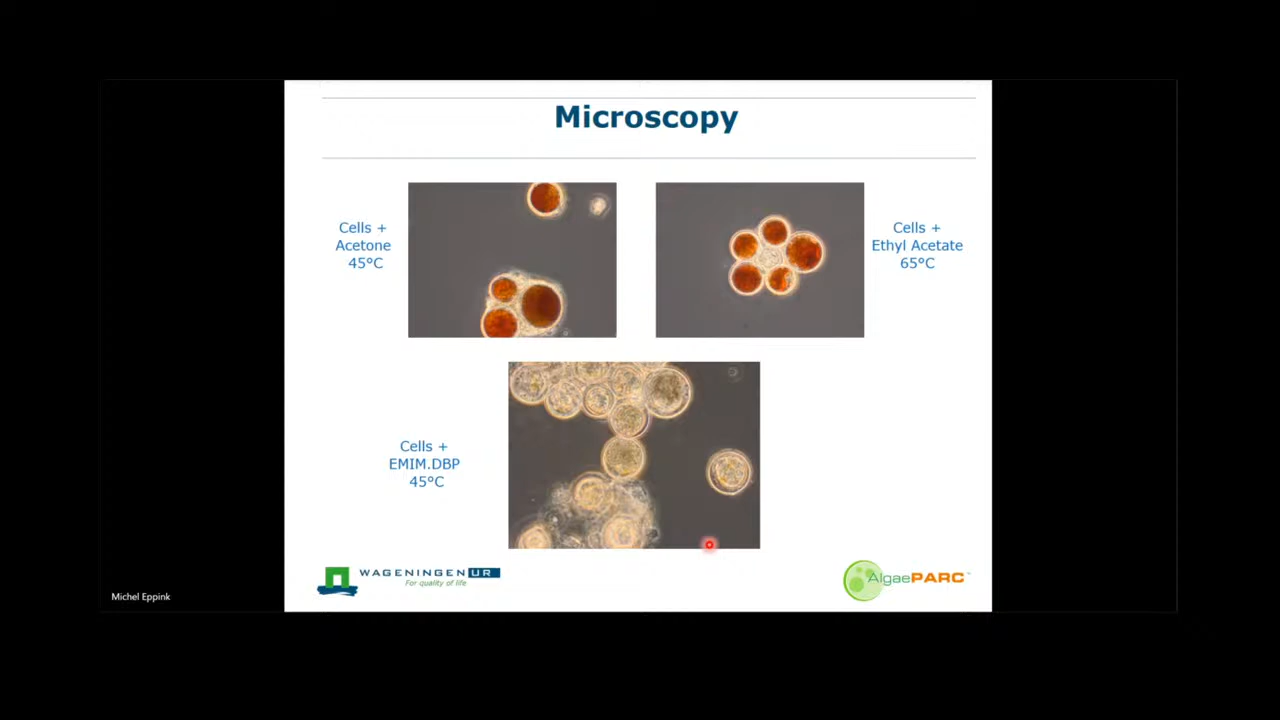 Microscopy
Cells +
Acetone
45°C
Cells +
Ethyl Acetate
65°C
Cells +
EMIM.DBP
45°C
WAGENINGEN UR
For quality of life
AlgaePARC™
Michel Eppink